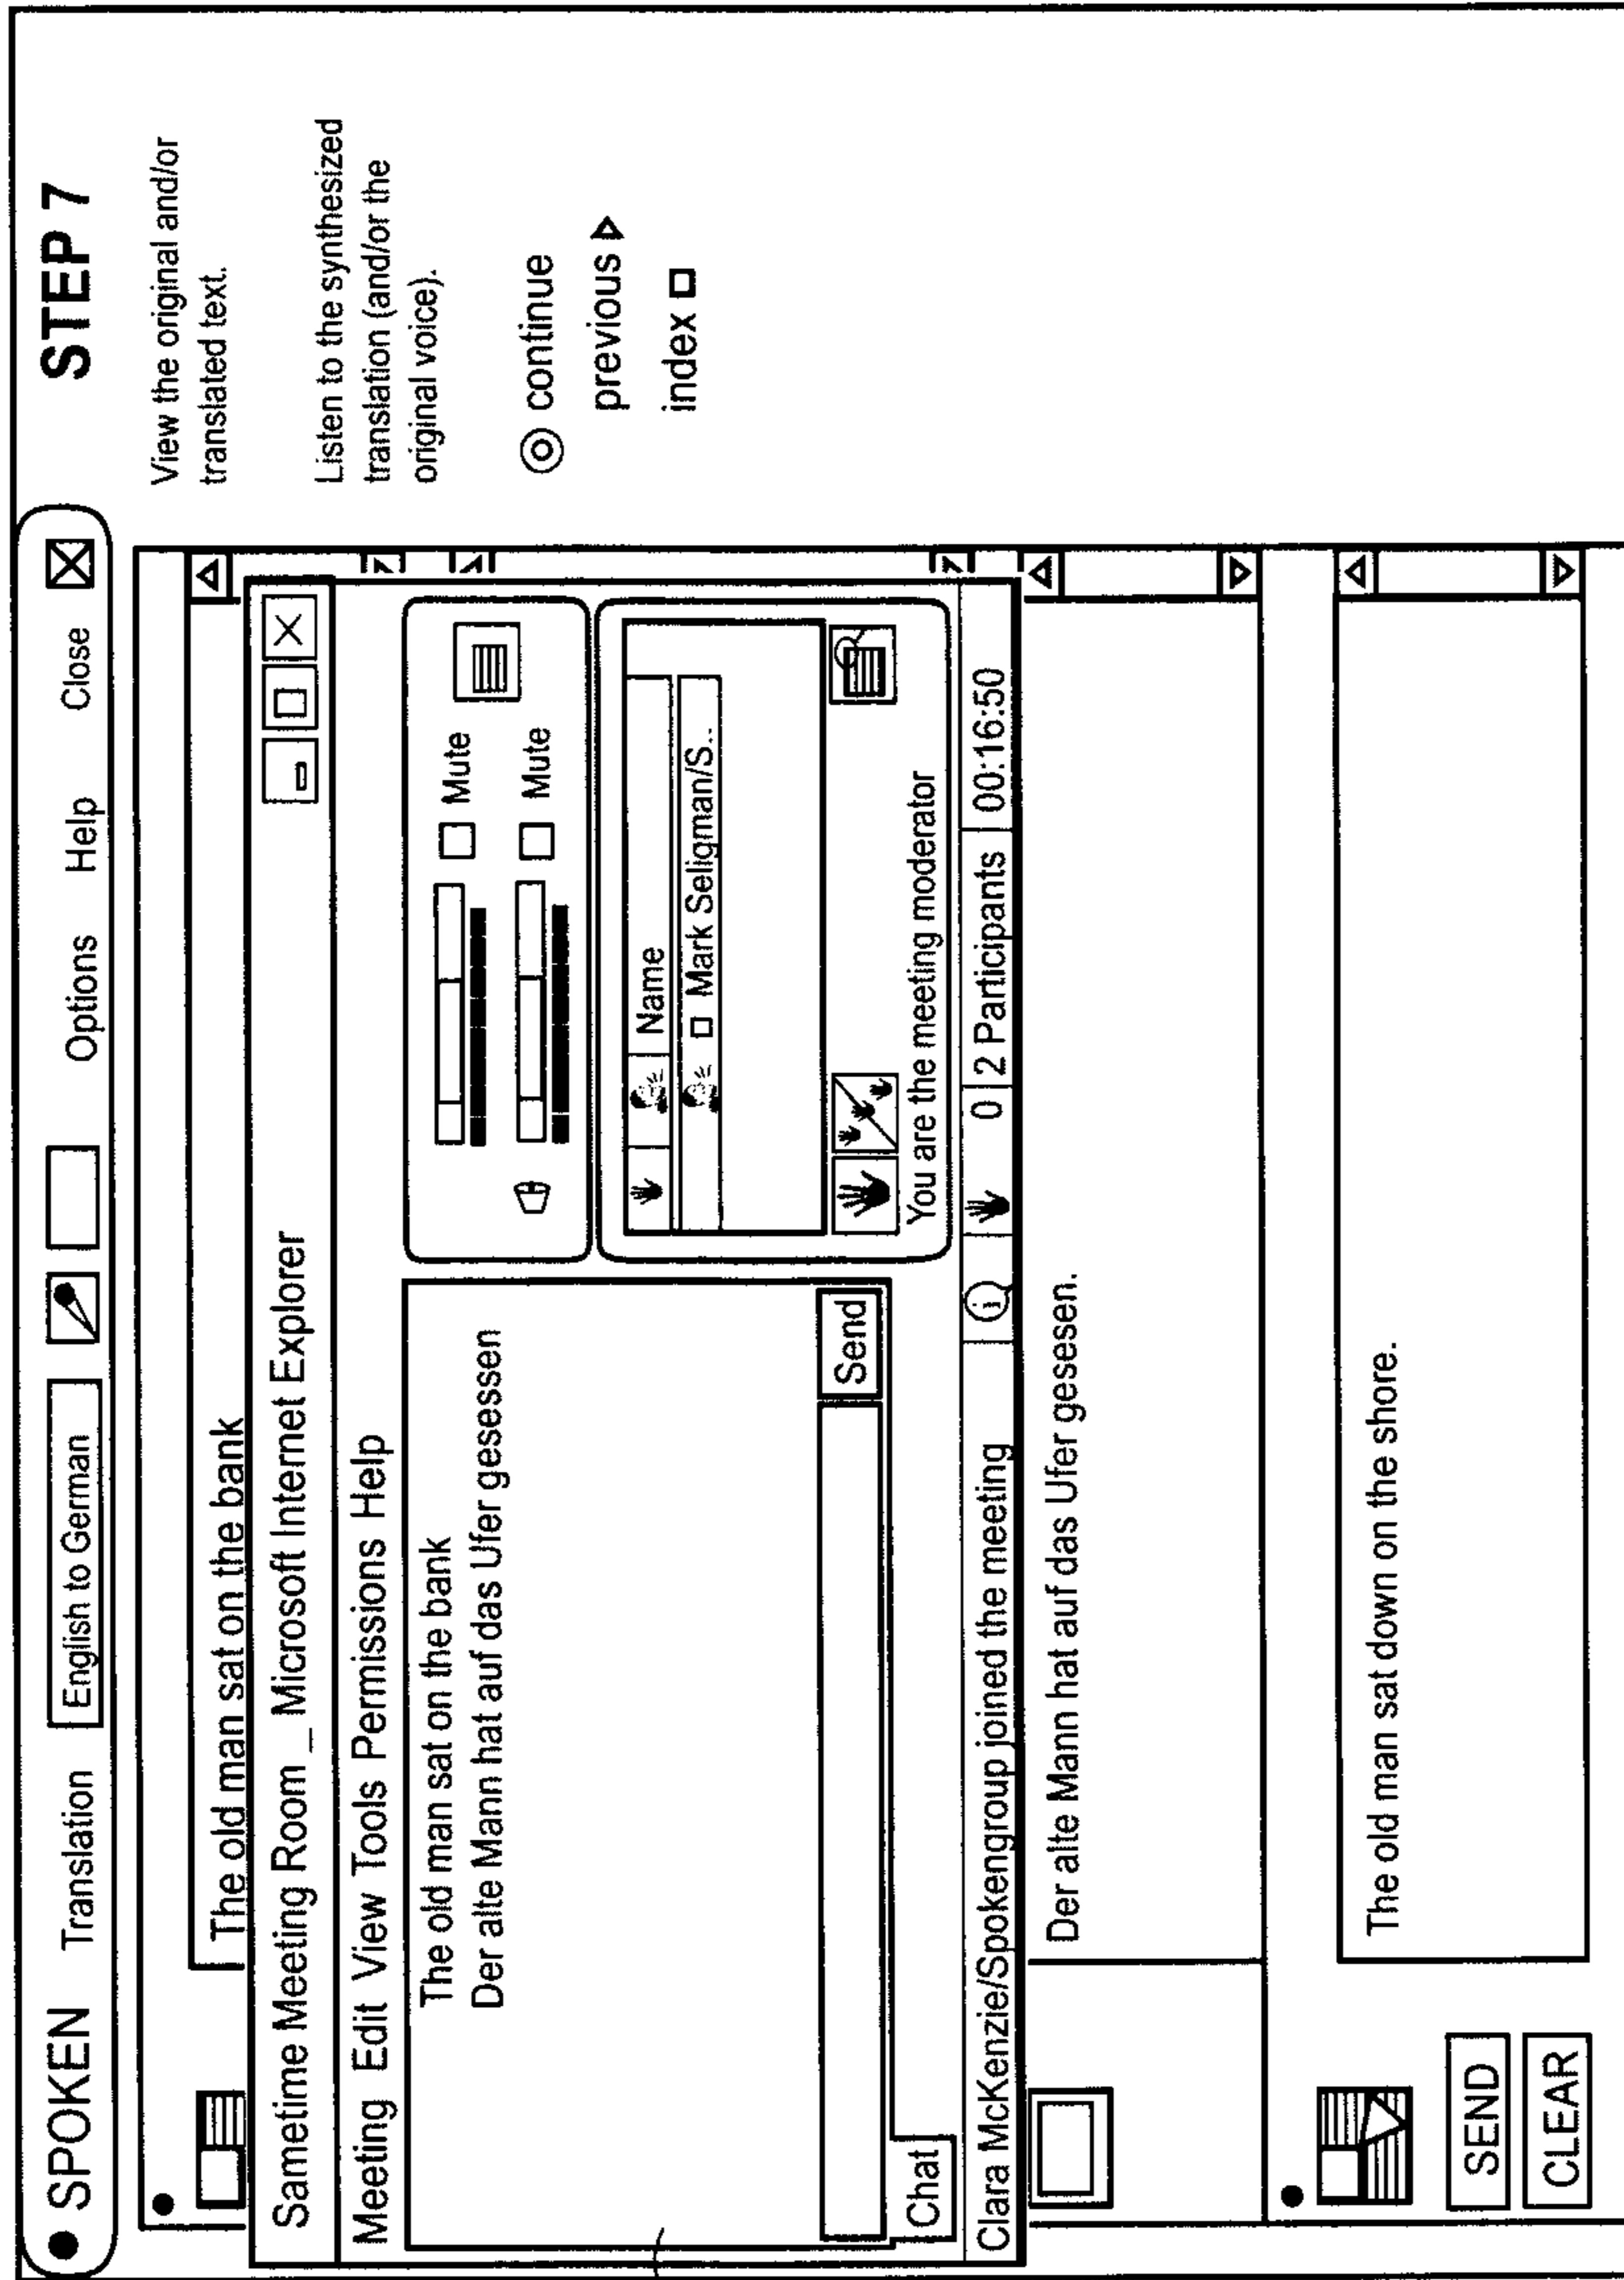 SPOKEN Translation English to German Options Help Close
STEP 7
View the original and/or
translated text.
Listen to the synthesized
translation (and/or the
original voice).
continue
previous
index
The old man sat on the bank
Sametime Meeting Room _ Microsoft Internet Explorer
Meeting Edit View Tools Permissions Help
The old man sat on the bank
Der alte Mann hat auf das Ufer gesessen
Send
Chat
Mute
Mute
Name
Mark Seligman/S..
You are the meeting moderator
Clara McKenzie/Spokengroup joined the meeting 0 2 Participants 00:16:50
Der alte Mann hat auf das Ufer gesesen.
The old man sat down on the shore.
SEND
CLEAR